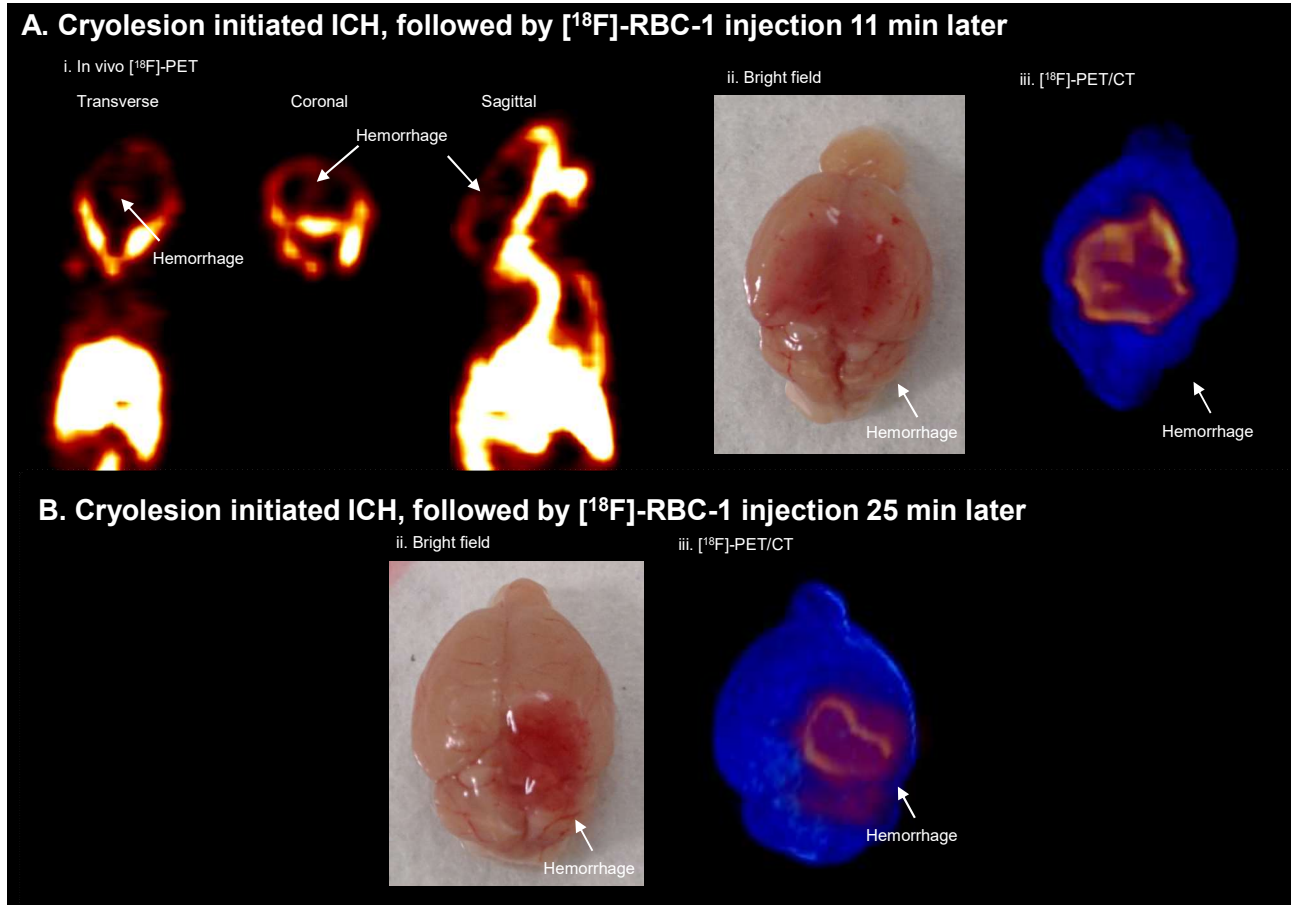 A. Cryolesion initiated ICH, followed by [¹⁸F]-RBC-1 injection 11 min later
i. In vivo [¹⁸F]-PET
Transverse
Coronal
Sagittal
Hemorrhage
Hemorrhage
ii. Bright field
Hemorrhage
iii. [¹⁸F]-PET/CT
Hemorrhage
B. Cryolesion initiated ICH, followed by [¹⁸F]-RBC-1 injection 25 min later
ii. Bright field
Hemorrhage
iii. [¹⁸F]-PET/CT
Hemorrhage